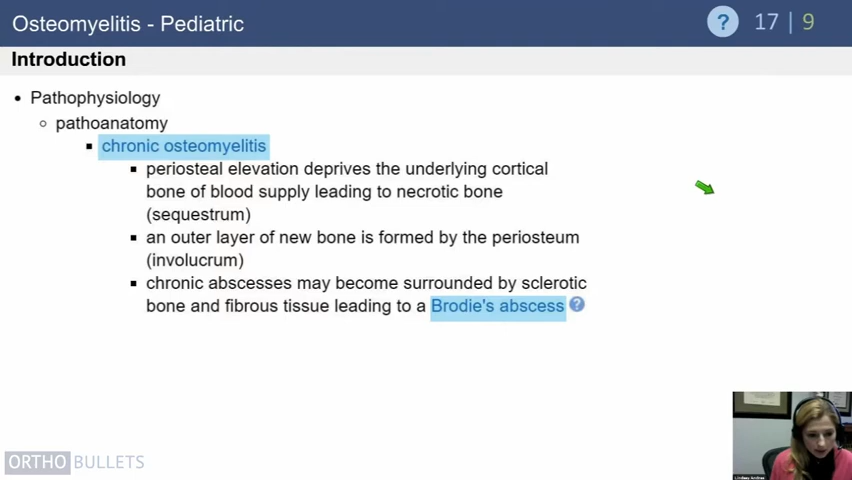 Osteomyelitis - Pediatric
? 17 | 9
Introduction
Pathophysiology
pathoanatomy
chronic osteomyelitis
periosteal elevation deprives the underlying cortical
bone of blood supply leading to necrotic bone
(sequestrum)
an outer layer of new bone is formed by the periosteum
(involucrum)
chronic abscesses may become surrounded by sclerotic
bone and fibrous tissue leading to a Brodie's abscess ?
ORTHO BULLETS